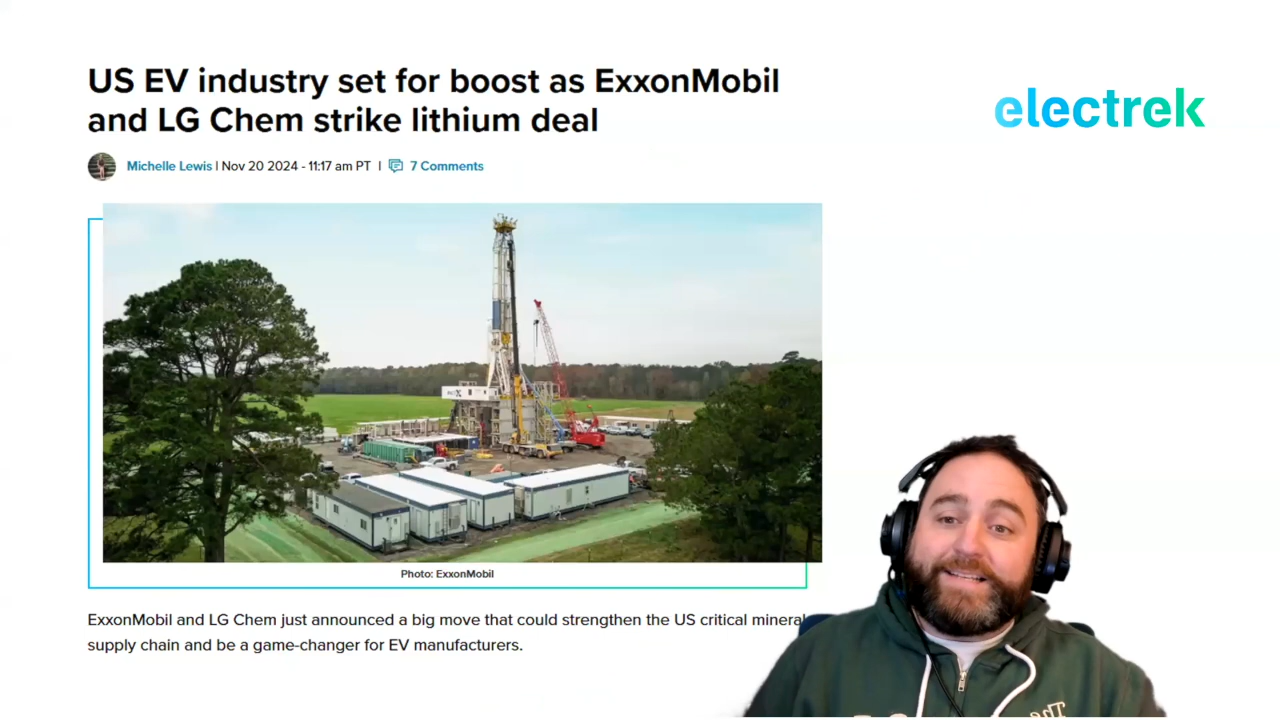 US EV industry set for boost as ExxonMobil
and LG Chem strike lithium deal
electrek
Michelle Lewis | Nov 20 2024 - 11:17 am PT | 7 Comments
Photo: ExxonMobil
ExxonMobil and LG Chem just announced a big move that could strengthen the US critical mineral
supply chain and be a game-changer for EV manufacturers.